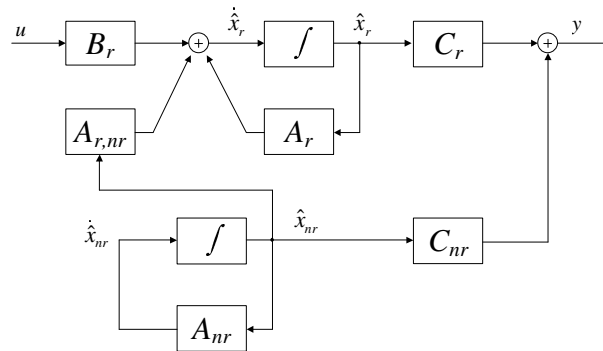 u
B_r
+
\dot{\hat{x}}_r
∫
\hat{x}_r
C_r
+
y
A_{r,nr}
A_r
\dot{\hat{x}}_{nr}
∫
\hat{x}_{nr}
C_{nr}
A_{nr}